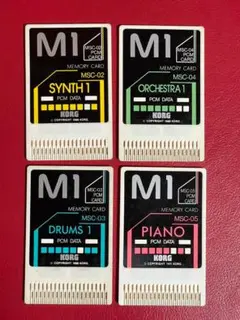 M1
MSC-02
PCM
CARD
MEMORY CARD
MSC-02
SYNTH 1
PCM DATA
KORG
M1
MSC-04
PCM
CARD
MEMORY CARD
MSC-04
ORCHESTRA 1
PCM DATA
KORG
M1
MSC-03
PCM
CARD
MEMORY CARD
MSC-03
DRUMS 1
PCM DATA
KORG
M1
PCM
CARD
MEMORY CARD
MSC-05
PIANO
PCM DATA
KORG